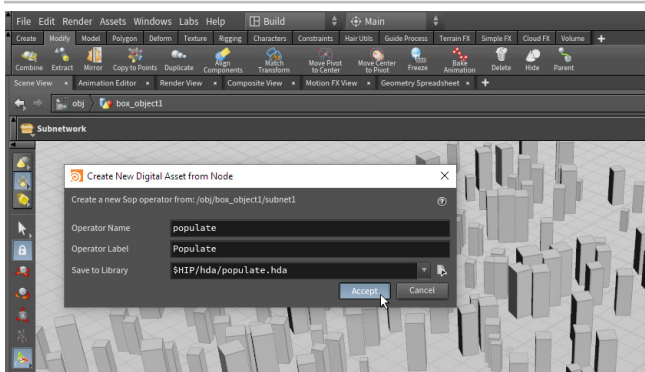 File Edit Render Assets Windows Labs Help Build Main
Create Modify Model Polygon Deform Texture Rigging Characters Constraints Hair Utils Guide Process Terrain FX Simple FX Cloud FX Volume +
Combine Extract Mirror Copy to Points Duplicate Align Components Match Transform Move Pivot to Center Move Center to Pivot Freeze Bake Animation Delete Hide Parent
Scene View × Animation Editor × Render View × Composite View × Motion FX View × Geometry Spreadsheet × +
obj box_object1
Subnetwork
Create New Digital Asset from Node
Create a new Sop operator from: /obj/box_object1/subnet1
Operator Name populate
Operator Label Populate
Save to Library $HIP/hda/populate.hda
Accept Cancel